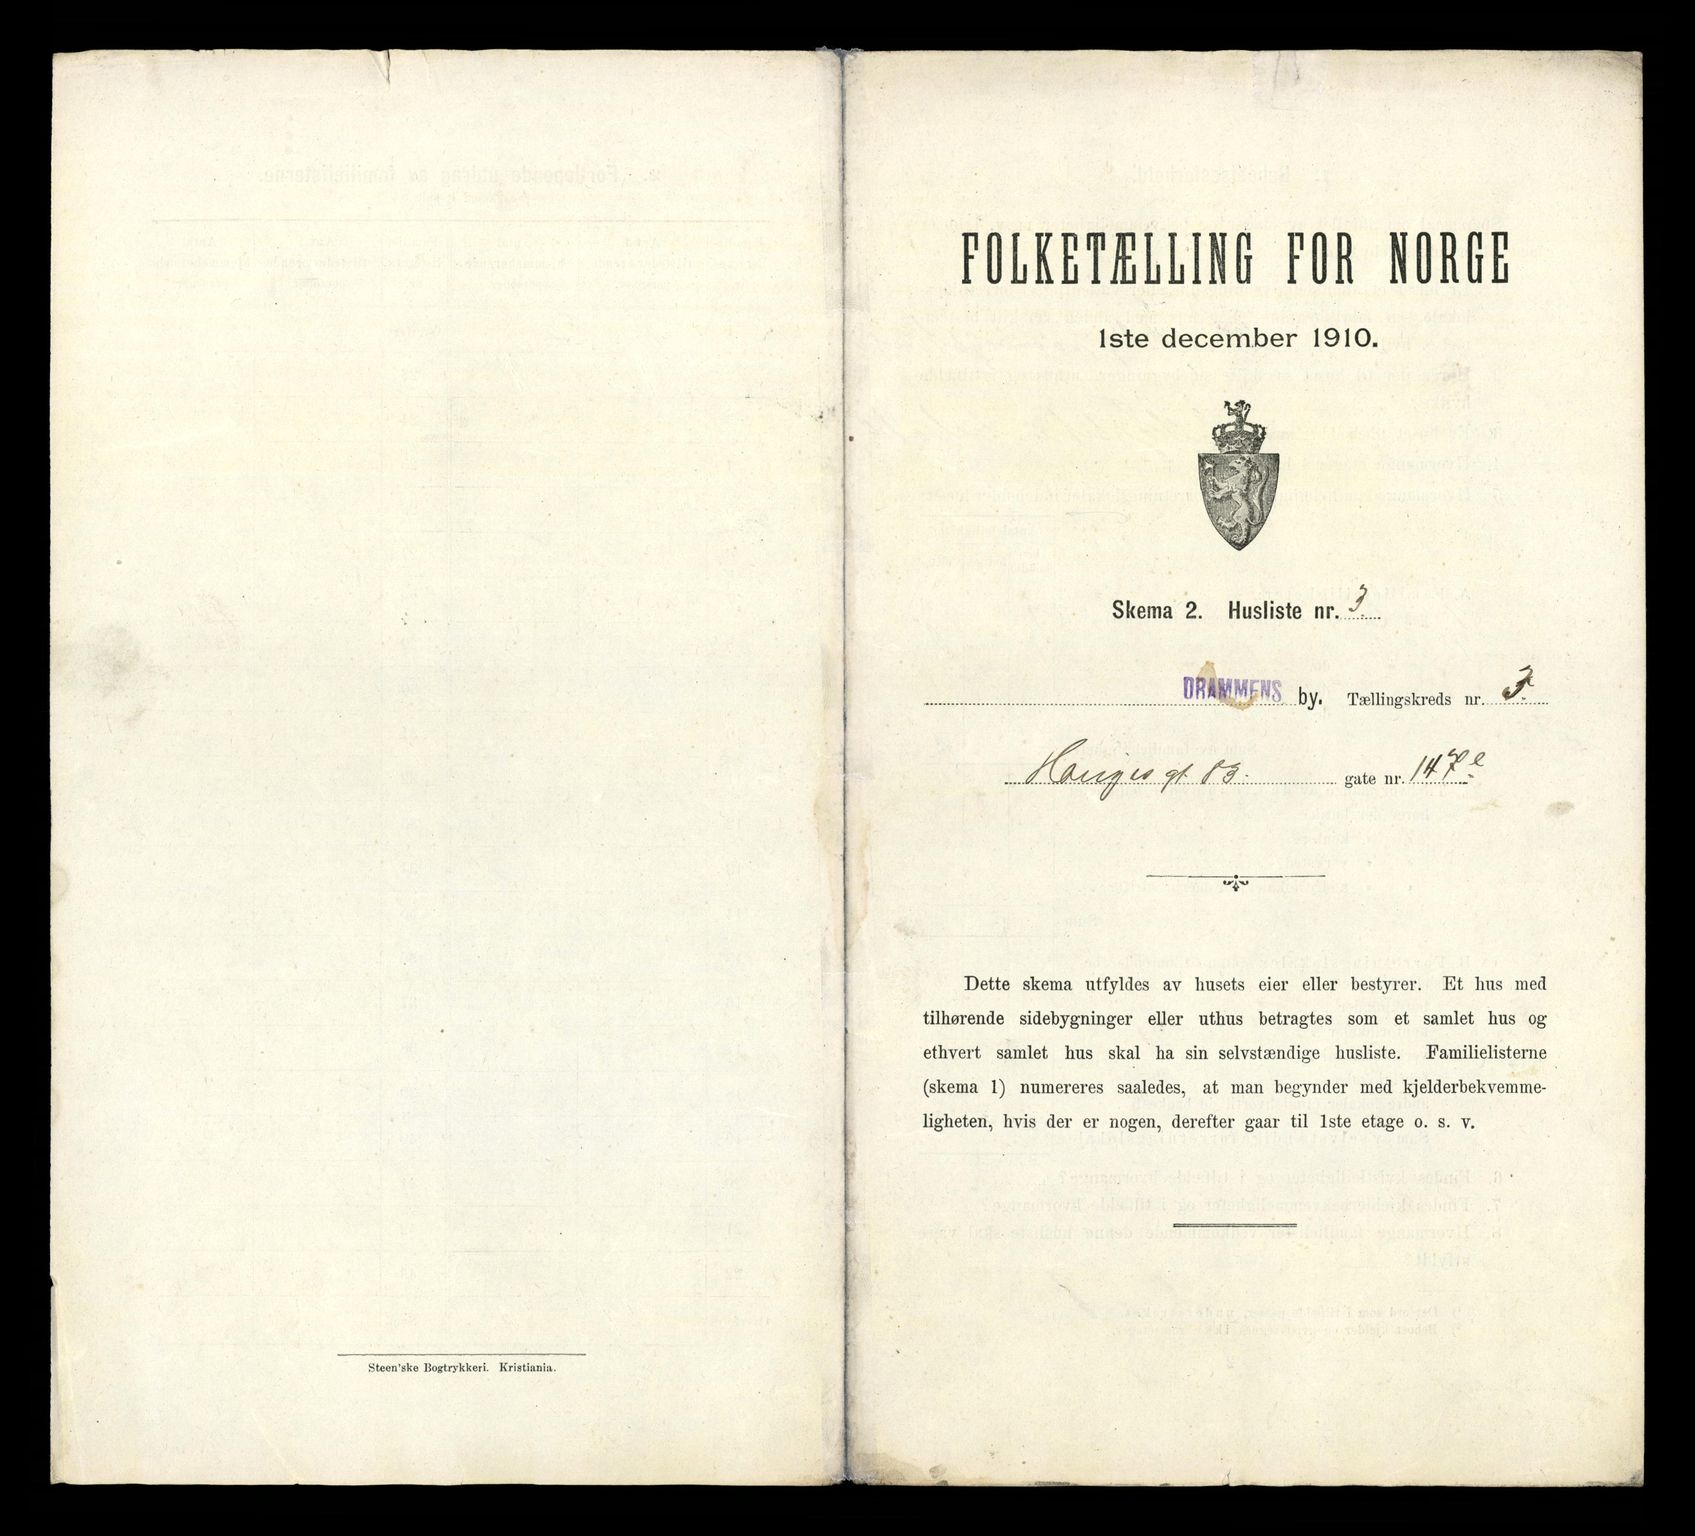 FOLKETÆLLING FOR NORGE
1ste december 1910.
Skema 2. Husliste nr. 3
DRAMMENS by. Tællingskreds nr. 3
Hauges gt. 83. gate nr. 147e
Dette skema utfyldes av husets eier eller bestyrer. Et hus med
tilhørende sidebygninger eller uthus betragtes som et samlet hus og
ethvert samlet hus skal ha sin selvstændige husliste. Familielisterne
(skema 1) numereres saaledes, at man begynder med kjelderbekvemme-
ligheten, hvis der er nogen, derefter gaar til 1ste etage o. s. v.
Steen'ske Bogtrykkeri. Kristiania.